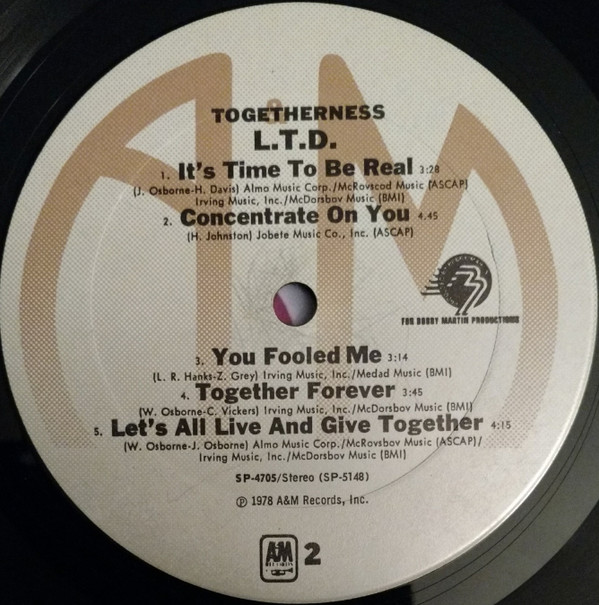 A&M
TOGETHERNESS
L.T.D.
1. It's Time To Be Real 3:28
(J. Osborne-H. Davis) Almo Music Corp./McRovscod Music (ASCAP)
Irving Music, Inc./McDorsbov Music (BMI)
2. Concentrate On You 4.45
(H. Johnston) Jobete Music Co., Inc. (ASCAP)
FOR BOBBY MARTIN PRODUCTIONS
3. You Fooled Me 3:14
(L. R. Hanks-Z. Grey) Irving Music, Inc./Medad Music (BMI)
4. Together Forever 3:45
(W. Osborne-C. Vickers) Irving Music, Inc./McDorsbov Music (BMI)
5. Let's All Live And Give Together 4:15
(W. Osborne-J. Osborne) Almo Music Corp./McRovsbov Music (ASCAP)/
Irving Music, Inc./McDorsbov Music (BMI)
SP-4705/Stereo (SP-5148)
℗ 1978 A&M Records, Inc.
A&M RECORDS 2